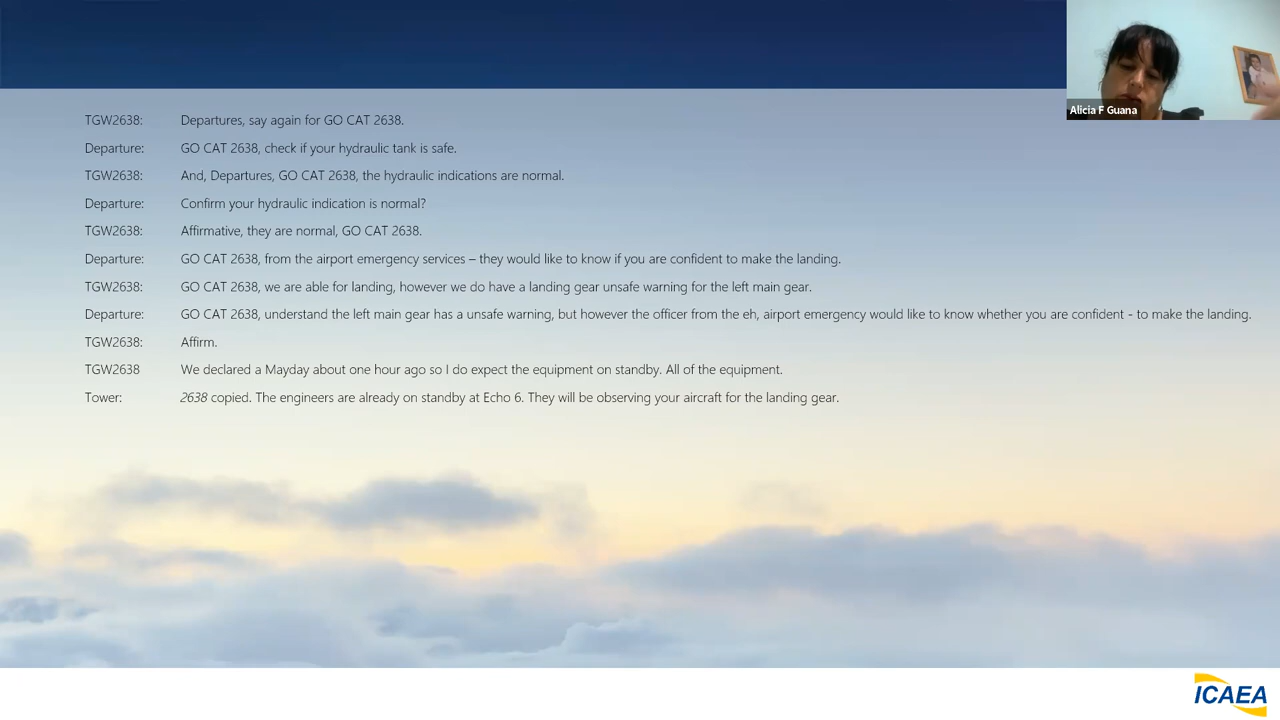 Alicia F Guana
TGW2638: Departures, say again for GO CAT 2638.
Departure: GO CAT 2638, check if your hydraulic tank is safe.
TGW2638: And, Departures, GO CAT 2638, the hydraulic indications are normal.
Departure: Confirm your hydraulic indication is normal?
TGW2638: Affirmative, they are normal, GO CAT 2638.
Departure: GO CAT 2638, from the airport emergency services – they would like to know if you are confident to make the landing.
TGW2638: GO CAT 2638, we are able for landing, however we do have a landing gear unsafe warning for the left main gear.
Departure: GO CAT 2638, understand the left main gear has a unsafe warning, but however the officer from the eh, airport emergency would like to know whether you are confident - to make the landing.
TGW2638: Affirm.
TGW2638 We declared a Mayday about one hour ago so I do expect the equipment on standby. All of the equipment.
Tower: 2638 copied. The engineers are already on standby at Echo 6. They will be observing your aircraft for the landing gear.
ICAEA